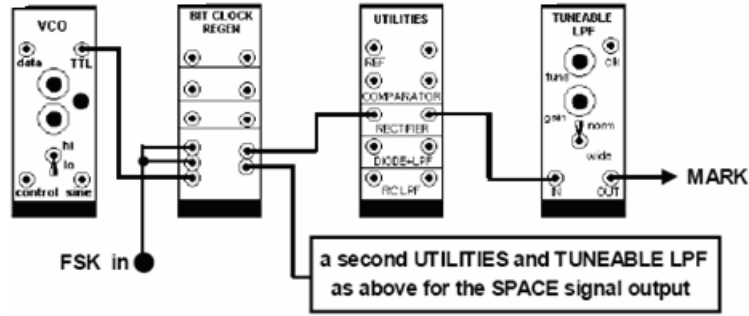 VCO
data
TTL
hi
lo
control
sine
BIT CLOCK
REGEN
UTILITIES
REF
COMPARATOR
RECTIFIER
DIODE+LPF
RC LPF
TUNEABLE
LPF
clk
tune
gain
norm
wide
IN
OUT
MARK
FSK in
a second UTILITIES and TUNEABLE LPF
as above for the SPACE signal output